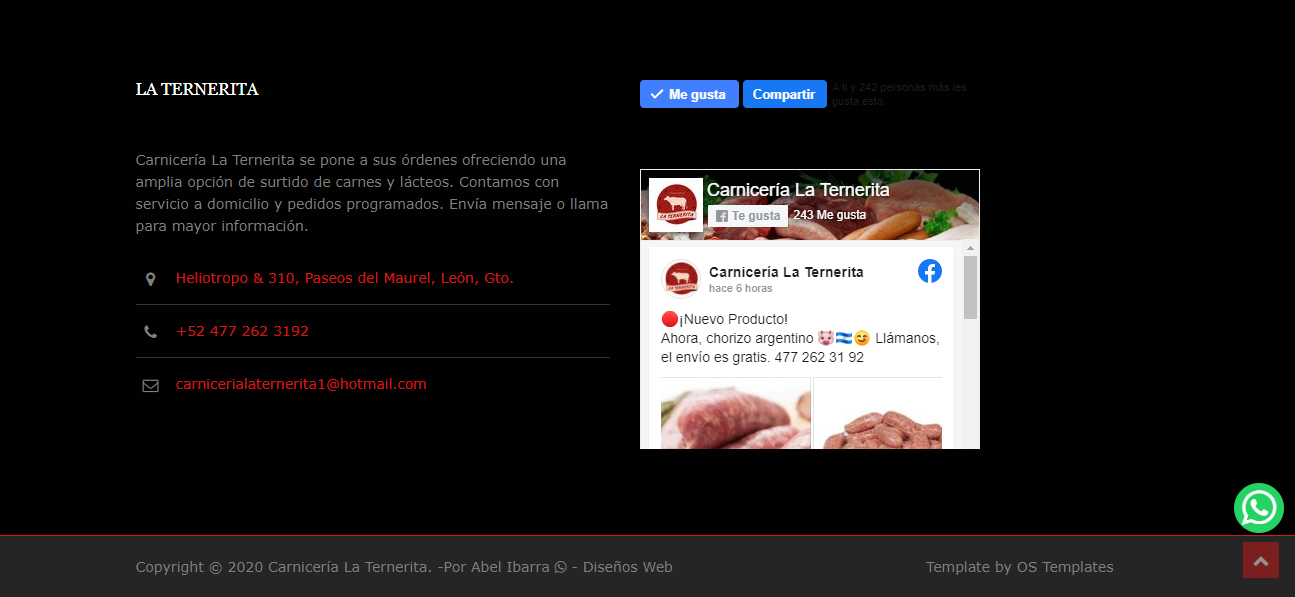 LA TERNERITA
Carnicería La Ternerita se pone a sus órdenes ofreciendo una
amplia opción de surtido de carnes y lácteos. Contamos con
servicio a domicilio y pedidos programados. Envía mensaje o llama
para mayor información.
Heliotropo & 310, Paseos del Maurel, León, Gto.
+52 477 262 3192
carnicerialaternerita1@hotmail.com
Me gusta Compartir
A ti y 242 personas más les
gusta esto.
LA TERNERITA
Carnicería La Ternerita
Te gusta 243 Me gusta
LA TERNERITA
Carnicería La Ternerita
hace 6 horas
🔴¡Nuevo Producto!
Ahora, chorizo argentino 🐷🇦🇷😋 Llámanos,
el envío es gratis. 477 262 31 92
Copyright © 2020 Carnicería La Ternerita. -Por Abel Ibarra - Diseños Web
Template by OS Templates